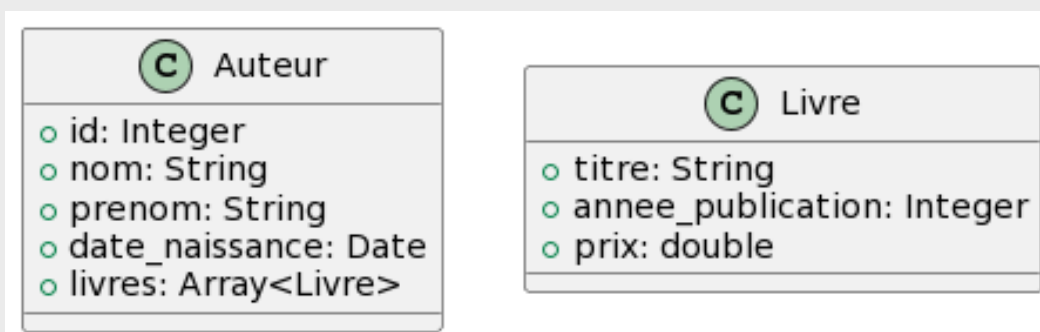 C Auteur
id: Integer
nom: String
prenom: String
date_naissance: Date
livres: Array<Livre>
C Livre
titre: String
annee_publication: Integer
prix: double